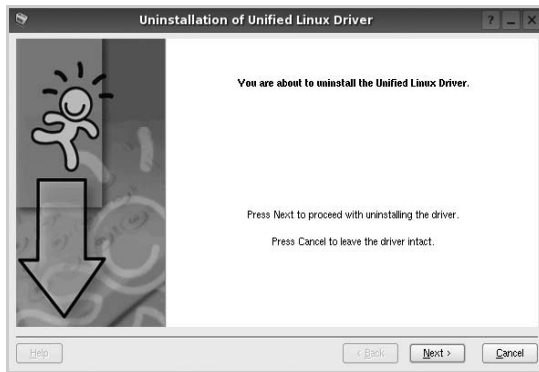 Uninstallation of Unified Linux Driver
You are about to uninstall the Unified Linux Driver.
Press Next to proceed with uninstalling the driver.
Press Cancel to leave the driver intact.
Help
< Back
Next >
Cancel